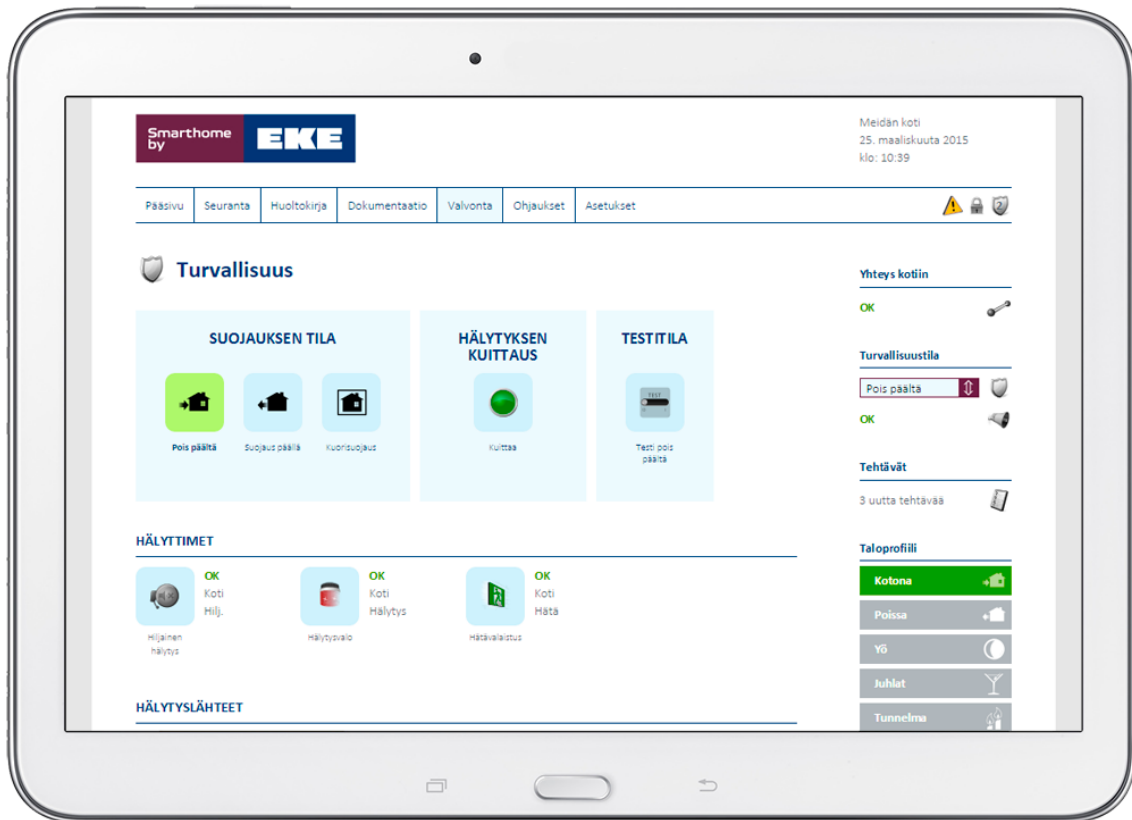 Smarthome
by
EKE
Meidän koti
25. maaliskuuta 2015
klo: 10:39
Pääsivu
Seuranta
Huoltokirja
Dokumentaatio
Valvonta
Ohjaukset
Asetukset
2
Turvallisuus
SUOJAUKSEN TILA
Pois päältä
Suojaus päällä
Kuorisuojaus
HÄLYTYKSEN
KUITTAUS
Kuittaa
TESTITILA
TEST
Testi pois
päältä
HÄLYTTIMET
OK
Koti
Hilj.
Hiljainen
hälytys
OK
Koti
Hälytys
Hälytysvalo
OK
Koti
Hätä
Hätävalaistus
HÄLYTYSLÄHTEET
Yhteys kotiin
OK
Turvallisuustila
Pois päältä
OK
Tehtävät
3 uutta tehtävää
Taloprofiili
Kotona
Poissa
Yö
Juhlat
Tunnelma